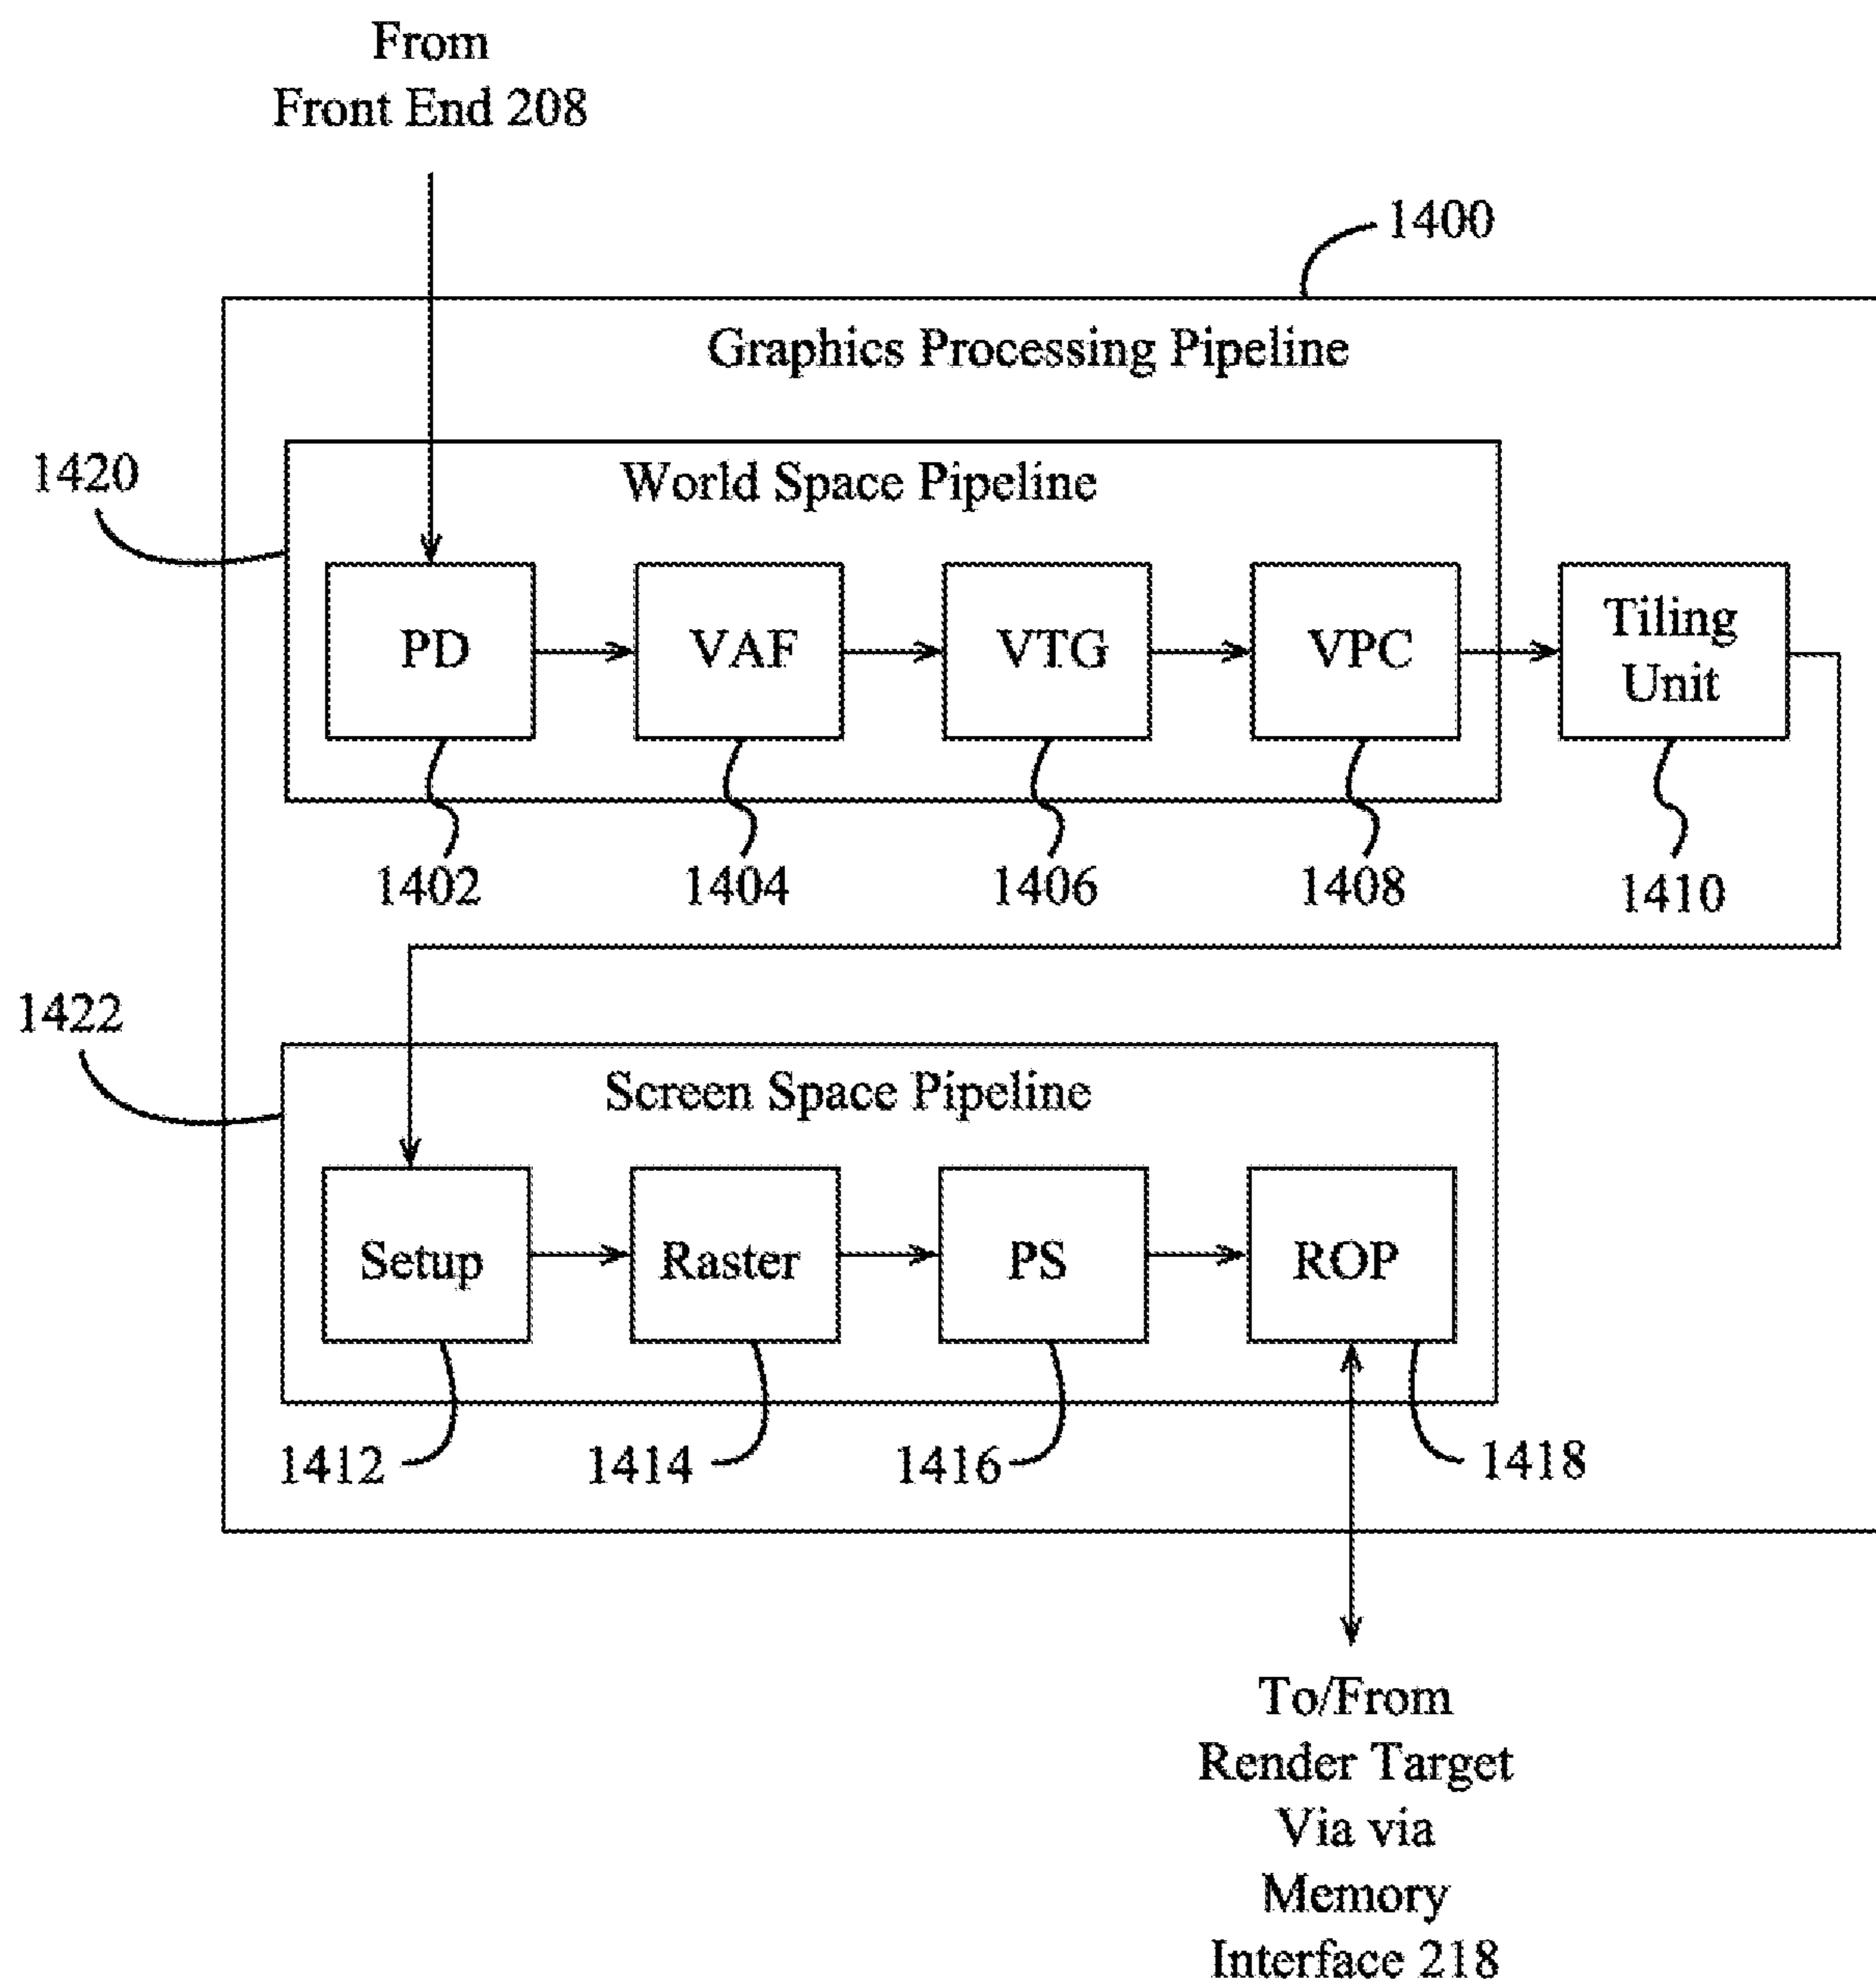 From
Front End 208
1400
Graphics Processing Pipeline
1420
World Space Pipeline
PD
VAF
VTG
VPC
Tiling
Unit
1402
1404
1406
1408
1410
1422
Screen Space Pipeline
Setup
Raster
PS
ROP
1412
1414
1416
1418
To/From
Render Target
Via via
Memory
Interface 218